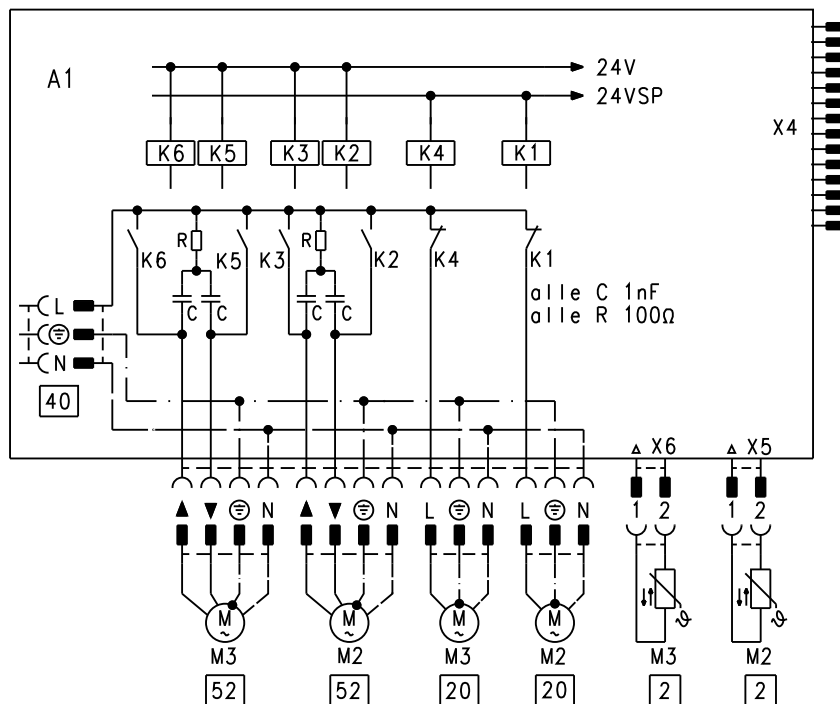 24V
A1
24VSP
X4
K6 K5 K3 K2 K4 K1
R R
K6 K5 K3 K2 K4 K1
C C C C
alle C 1nF
alle R 100Ω
L
N
40
X6 X5
N N L N L N 1 2 1 2
M M M M
~ ~ ~ ~
ϑ ϑ
M3 M2 M3 M2 M3 M2
52 52 20 20 2 2